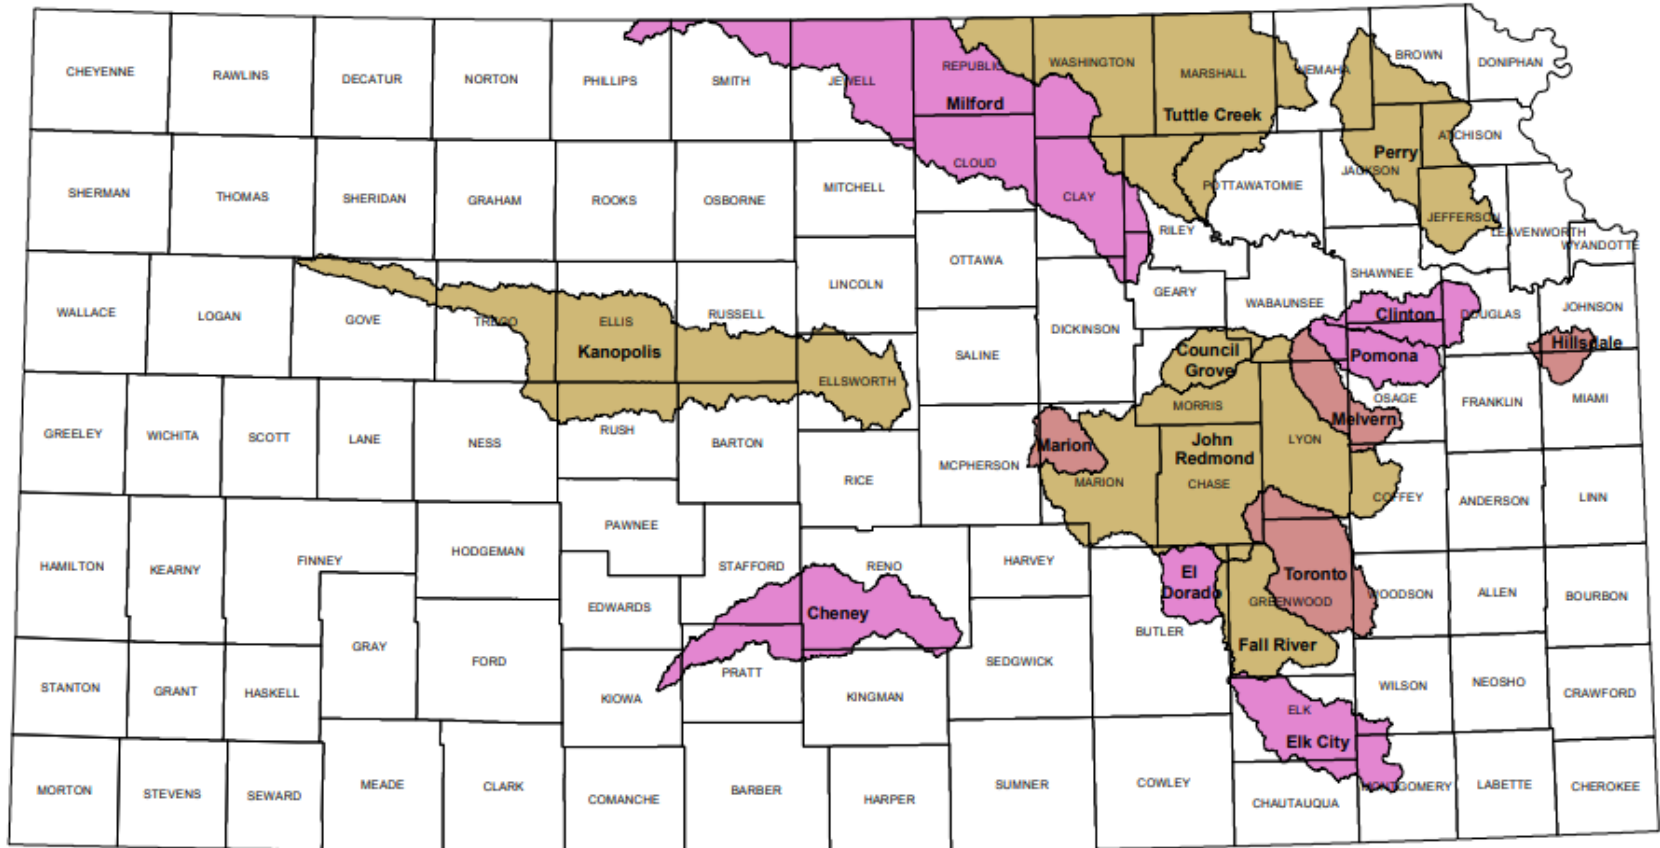 CHEYENNE
RAWLINS
DECATUR
NORTON
PHILLIPS
SMITH
JEWELL
REPUBLIC
WASHINGTON
MARSHALL
NEMAHA
BROWN
DONIPHAN
Milford
Tuttle Creek
SHERMAN
THOMAS
SHERIDAN
GRAHAM
ROOKS
OSBORNE
MITCHELL
CLOUD
CLAY
RILEY
POTTAWATOMIE
JACKSON
Perry
ATCHISON
JEFFERSON
LEAVENWORTH
WYANDOTTE
WALLACE
LOGAN
GOVE
TREGO
ELLIS
Kanopolis
RUSSELL
LINCOLN
OTTAWA
ELLSWORTH
SALINE
DICKINSON
GEARY
WABAUNSEE
SHAWNEE
Clinton
DOUGLAS
JOHNSON
Hillsdale
Council
Grove
Pomona
GREELEY
WICHITA
SCOTT
LANE
NESS
RUSH
BARTON
RICE
MCPHERSON
Marion
MARION
MORRIS
John
Redmond
CHASE
LYON
OSAGE
Melvern
FRANKLIN
MIAMI
COFFEY
ANDERSON
LINN
HAMILTON
KEARNY
FINNEY
HODGEMAN
PAWNEE
EDWARDS
STAFFORD
RENO
Cheney
HARVEY
El
Dorado
BUTLER
GREENWOOD
Toronto
Fall River
WOODSON
ALLEN
BOURBON
GRAY
FORD
STANTON
GRANT
HASKELL
KIOWA
PRATT
KINGMAN
SEDGWICK
ELK
Elk City
WILSON
NEOSHO
CRAWFORD
MORTON
STEVENS
SEWARD
MEADE
CLARK
COMANCHE
BARBER
HARPER
SUMNER
COWLEY
CHAUTAUQUA
MONTGOMERY
LABETTE
CHEROKEE